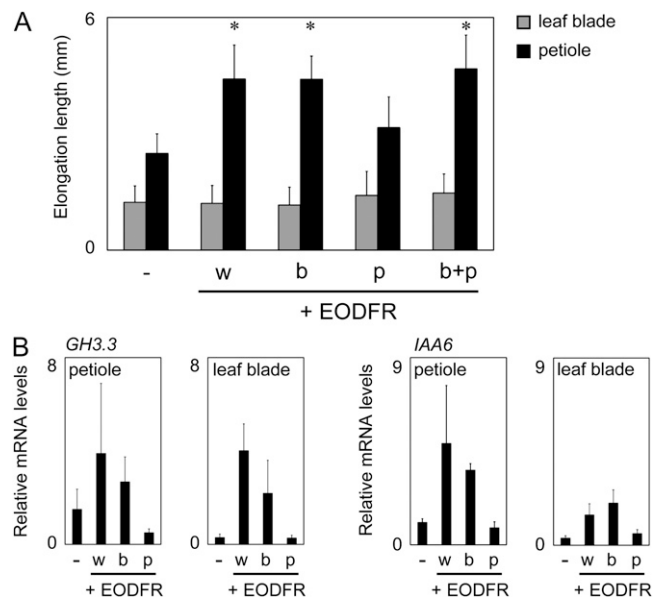 A
6
Elongation length (mm)
0
* * *
leaf blade
petiole
- w b p b+p
+ EODFR
B
GH3.3
IAA6
8
petiole
Relative mRNA levels
0
- w b p
+ EODFR
8
leaf blade
0
- w b p
+ EODFR
9
petiole
Relative mRNA levels
0
- w b p
+ EODFR
9
leaf blade
0
- w b p
+ EODFR